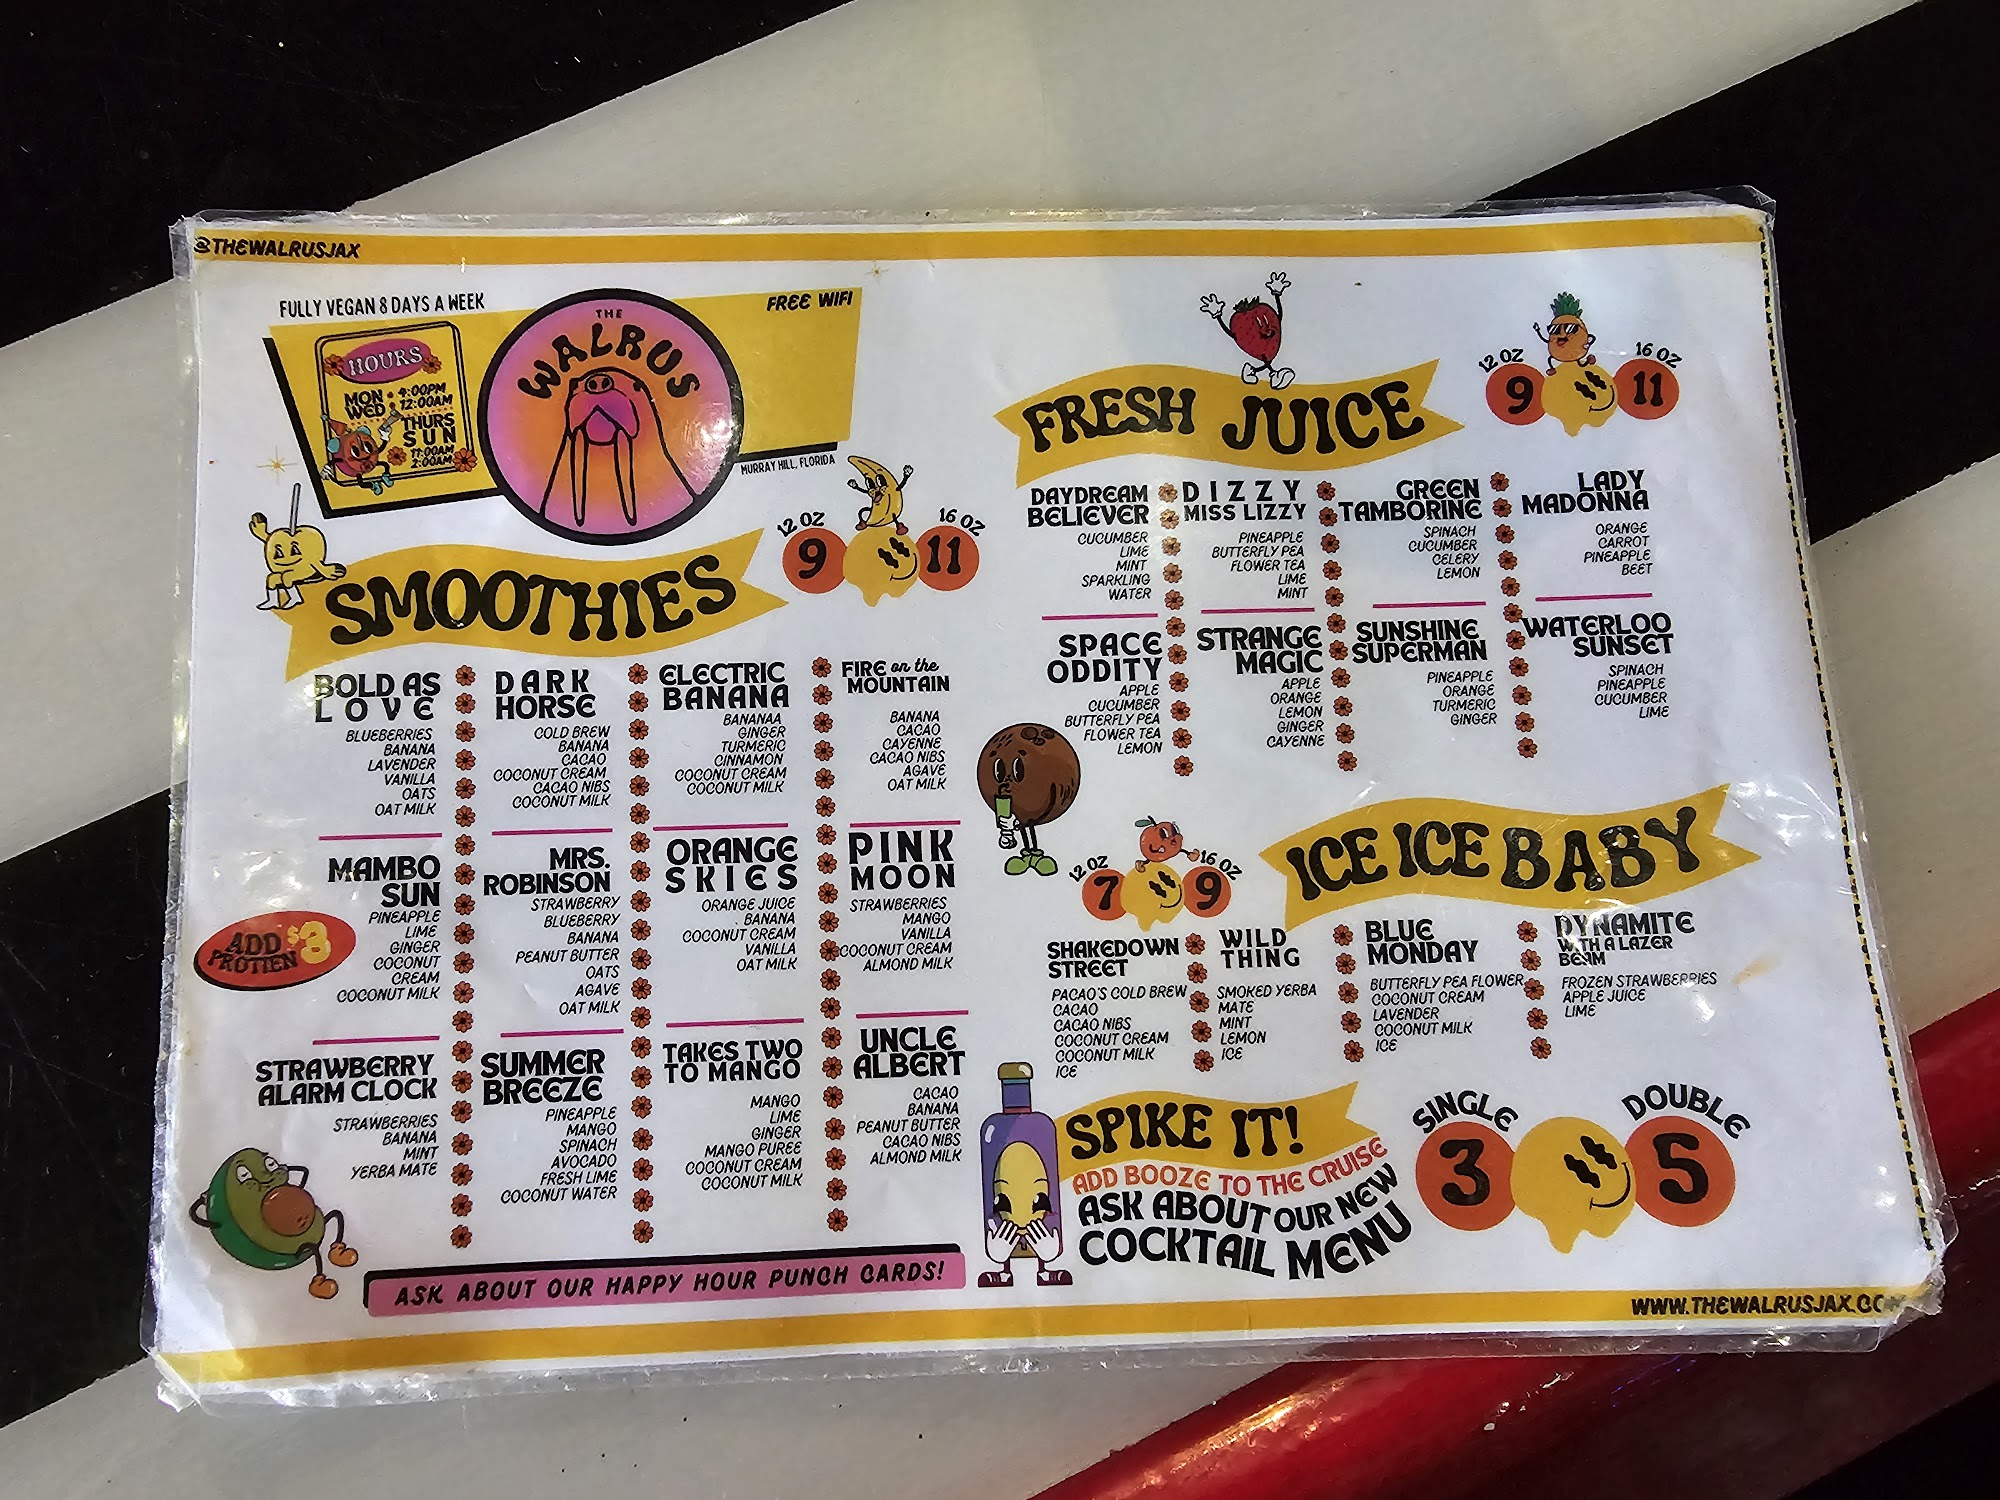 @THEWALRUSJAX
FULLY VEGAN 8 DAYS A WEEK
FREE WIFI
HOURS
MON
WED
4:00PM
12:00AM
THURS
SUN
11:00AM
2:00AM
THE
WALRUS
MURRAY HILL, FLORIDA
SMOOTHIES
12 OZ
9
16 OZ
11
BOLD AS
LOVE
BLUEBERRIES
BANANA
LAVENDER
VANILLA
OATS
OAT MILK
DARK
HORSE
COLD BREW
BANANA
CACAO
COCONUT CREAM
CACAO NIBS
COCONUT MILK
ELECTRIC
BANANA
BANANAA
GINGER
TURMERIC
CINNAMON
COCONUT CREAM
COCONUT MILK
FIRE on the
MOUNTAIN
BANANA
CACAO
CAYENNE
CACAO NIBS
AGAVE
OAT MILK
MAMBO
SUN
PINEAPPLE
LIME
GINGER
COCONUT
CREAM
COCONUT MILK
ADD $3
PROTIEN
MRS.
ROBINSON
STRAWBERRY
BLUEBERRY
BANANA
PEANUT BUTTER
OATS
AGAVE
OAT MILK
ORANGE
SKIES
ORANGE JUICE
BANANA
COCONUT CREAM
VANILLA
OAT MILK
PINK
MOON
STRAWBERRIES
MANGO
VANILLA
COCONUT CREAM
ALMOND MILK
STRAWBERRY
ALARM CLOCK
STRAWBERRIES
BANANA
MINT
YERBA MATE
SUMMER
BREEZE
PINEAPPLE
MANGO
SPINACH
AVOCADO
FRESH LIME
COCONUT WATER
TAKES TWO
TO MANGO
MANGO
LIME
GINGER
MANGO PUREE
COCONUT CREAM
COCONUT MILK
UNCLE
ALBERT
CACAO
BANANA
PEANUT BUTTER
CACAO NIBS
ALMOND MILK
ASK ABOUT OUR HAPPY HOUR PUNCH CARDS!
FRESH JUICE
12 OZ
9
16 OZ
11
DAYDREAM
BELIEVER
CUCUMBER
LIME
MINT
SPARKLING
WATER
DIZZY
MISS LIZZY
PINEAPPLE
BUTTERFLY PEA
FLOWER TEA
LIME
MINT
GREEN
TAMBORINE
SPINACH
CUCUMBER
CELERY
LEMON
LADY
MADONNA
ORANGE
CARROT
PINEAPPLE
BEET
SPACE
ODDITY
APPLE
CUCUMBER
BUTTERFLY PEA
FLOWER TEA
LEMON
STRANGE
MAGIC
APPLE
ORANGE
LEMON
GINGER
CAYENNE
SUNSHINE
SUPERMAN
PINEAPPLE
ORANGE
TURMERIC
GINGER
WATERLOO
SUNSET
SPINACH
PINEAPPLE
CUCUMBER
LIME
12 OZ
7
16 OZ
9
ICE ICE BABY
SHAKEDOWN
STREET
PACAO'S COLD BREW
CACAO
CACAO NIBS
COCONUT CREAM
COCONUT MILK
ICE
WILD
THING
SMOKED YERBA
MATE
MINT
LEMON
ICE
BLUE
MONDAY
BUTTERFLY PEA FLOWER
COCONUT CREAM
LAVENDER
COCONUT MILK
ICE
DYNAMITE
WITH A LAZER
BEAM
FROZEN STRAWBERRIES
APPLE JUICE
LIME
SPIKE IT!
ADD BOOZE TO THE CRUISE
ASK ABOUT OUR NEW
COCKTAIL MENU
SINGLE
3
DOUBLE
5
WWW.THEWALRUSJAX.CO